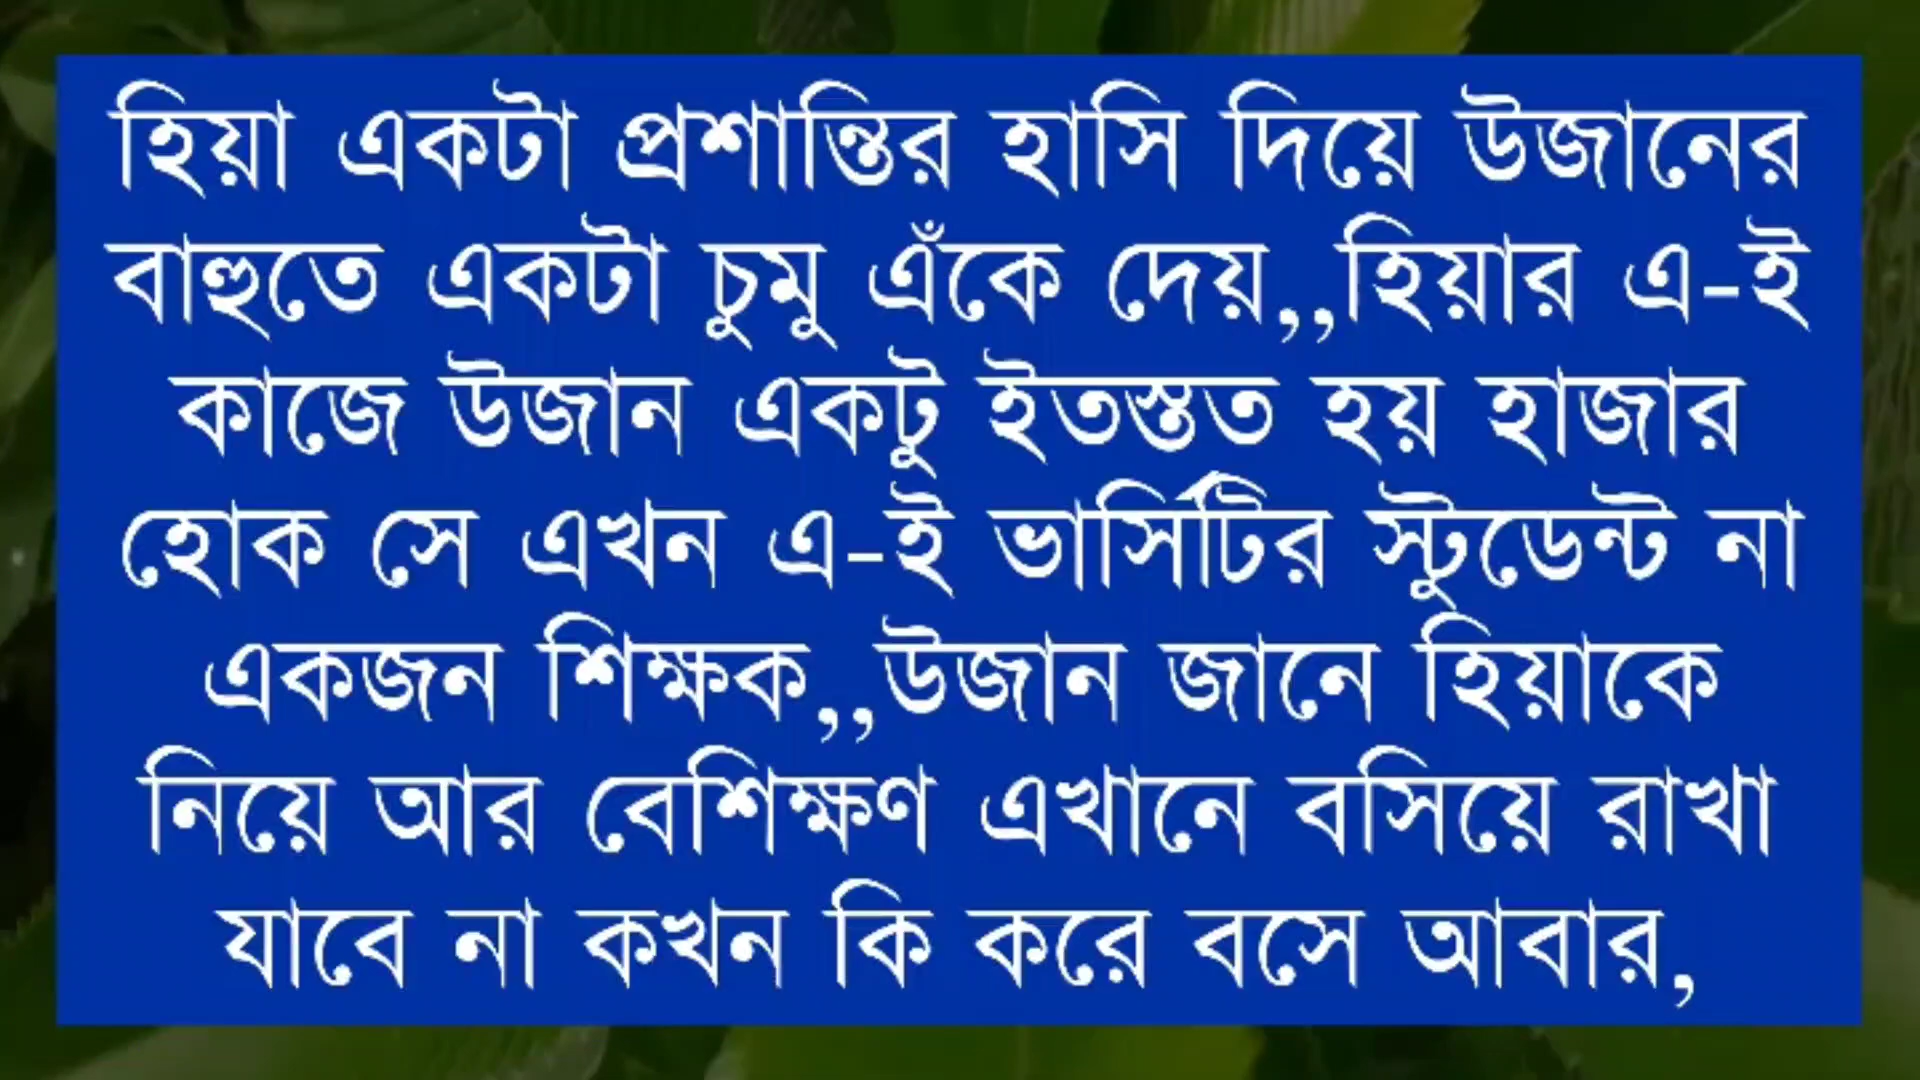 হিয়া একটা প্রশান্তির হাসি দিয়ে উজানের
বাহুতে একটা চুমু এঁকে দেয়,,হিয়ার এ-ই
কাজে উজান একটু ইতস্তত হয় হাজার
হোক সে এখন এ-ই ভার্সিটির স্টুডেন্ট না
একজন শিক্ষক,,উজান জানে হিয়াকে
নিয়ে আর বেশিক্ষণ এখানে বসিয়ে রাখা
যাবে না কখন কি করে বসে আবার,